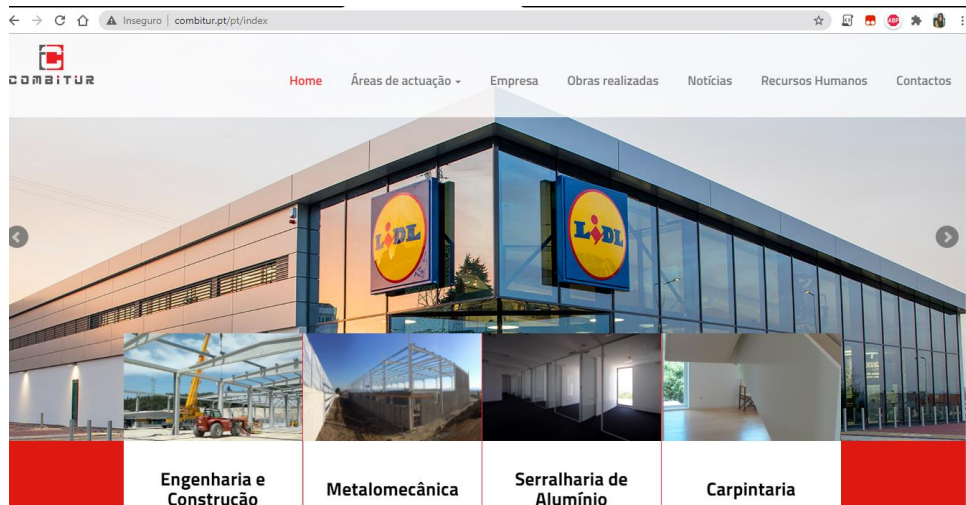 Inseguro | combitur.pt/pt/index
ABP
COMBITUR
Home Áreas de actuação Empresa Obras realizadas Notícias Recursos Humanos Contactos
LIDL LIDL
Engenharia e Construção
Metalomecânica
Serralharia de Alumínio
Carpintaria